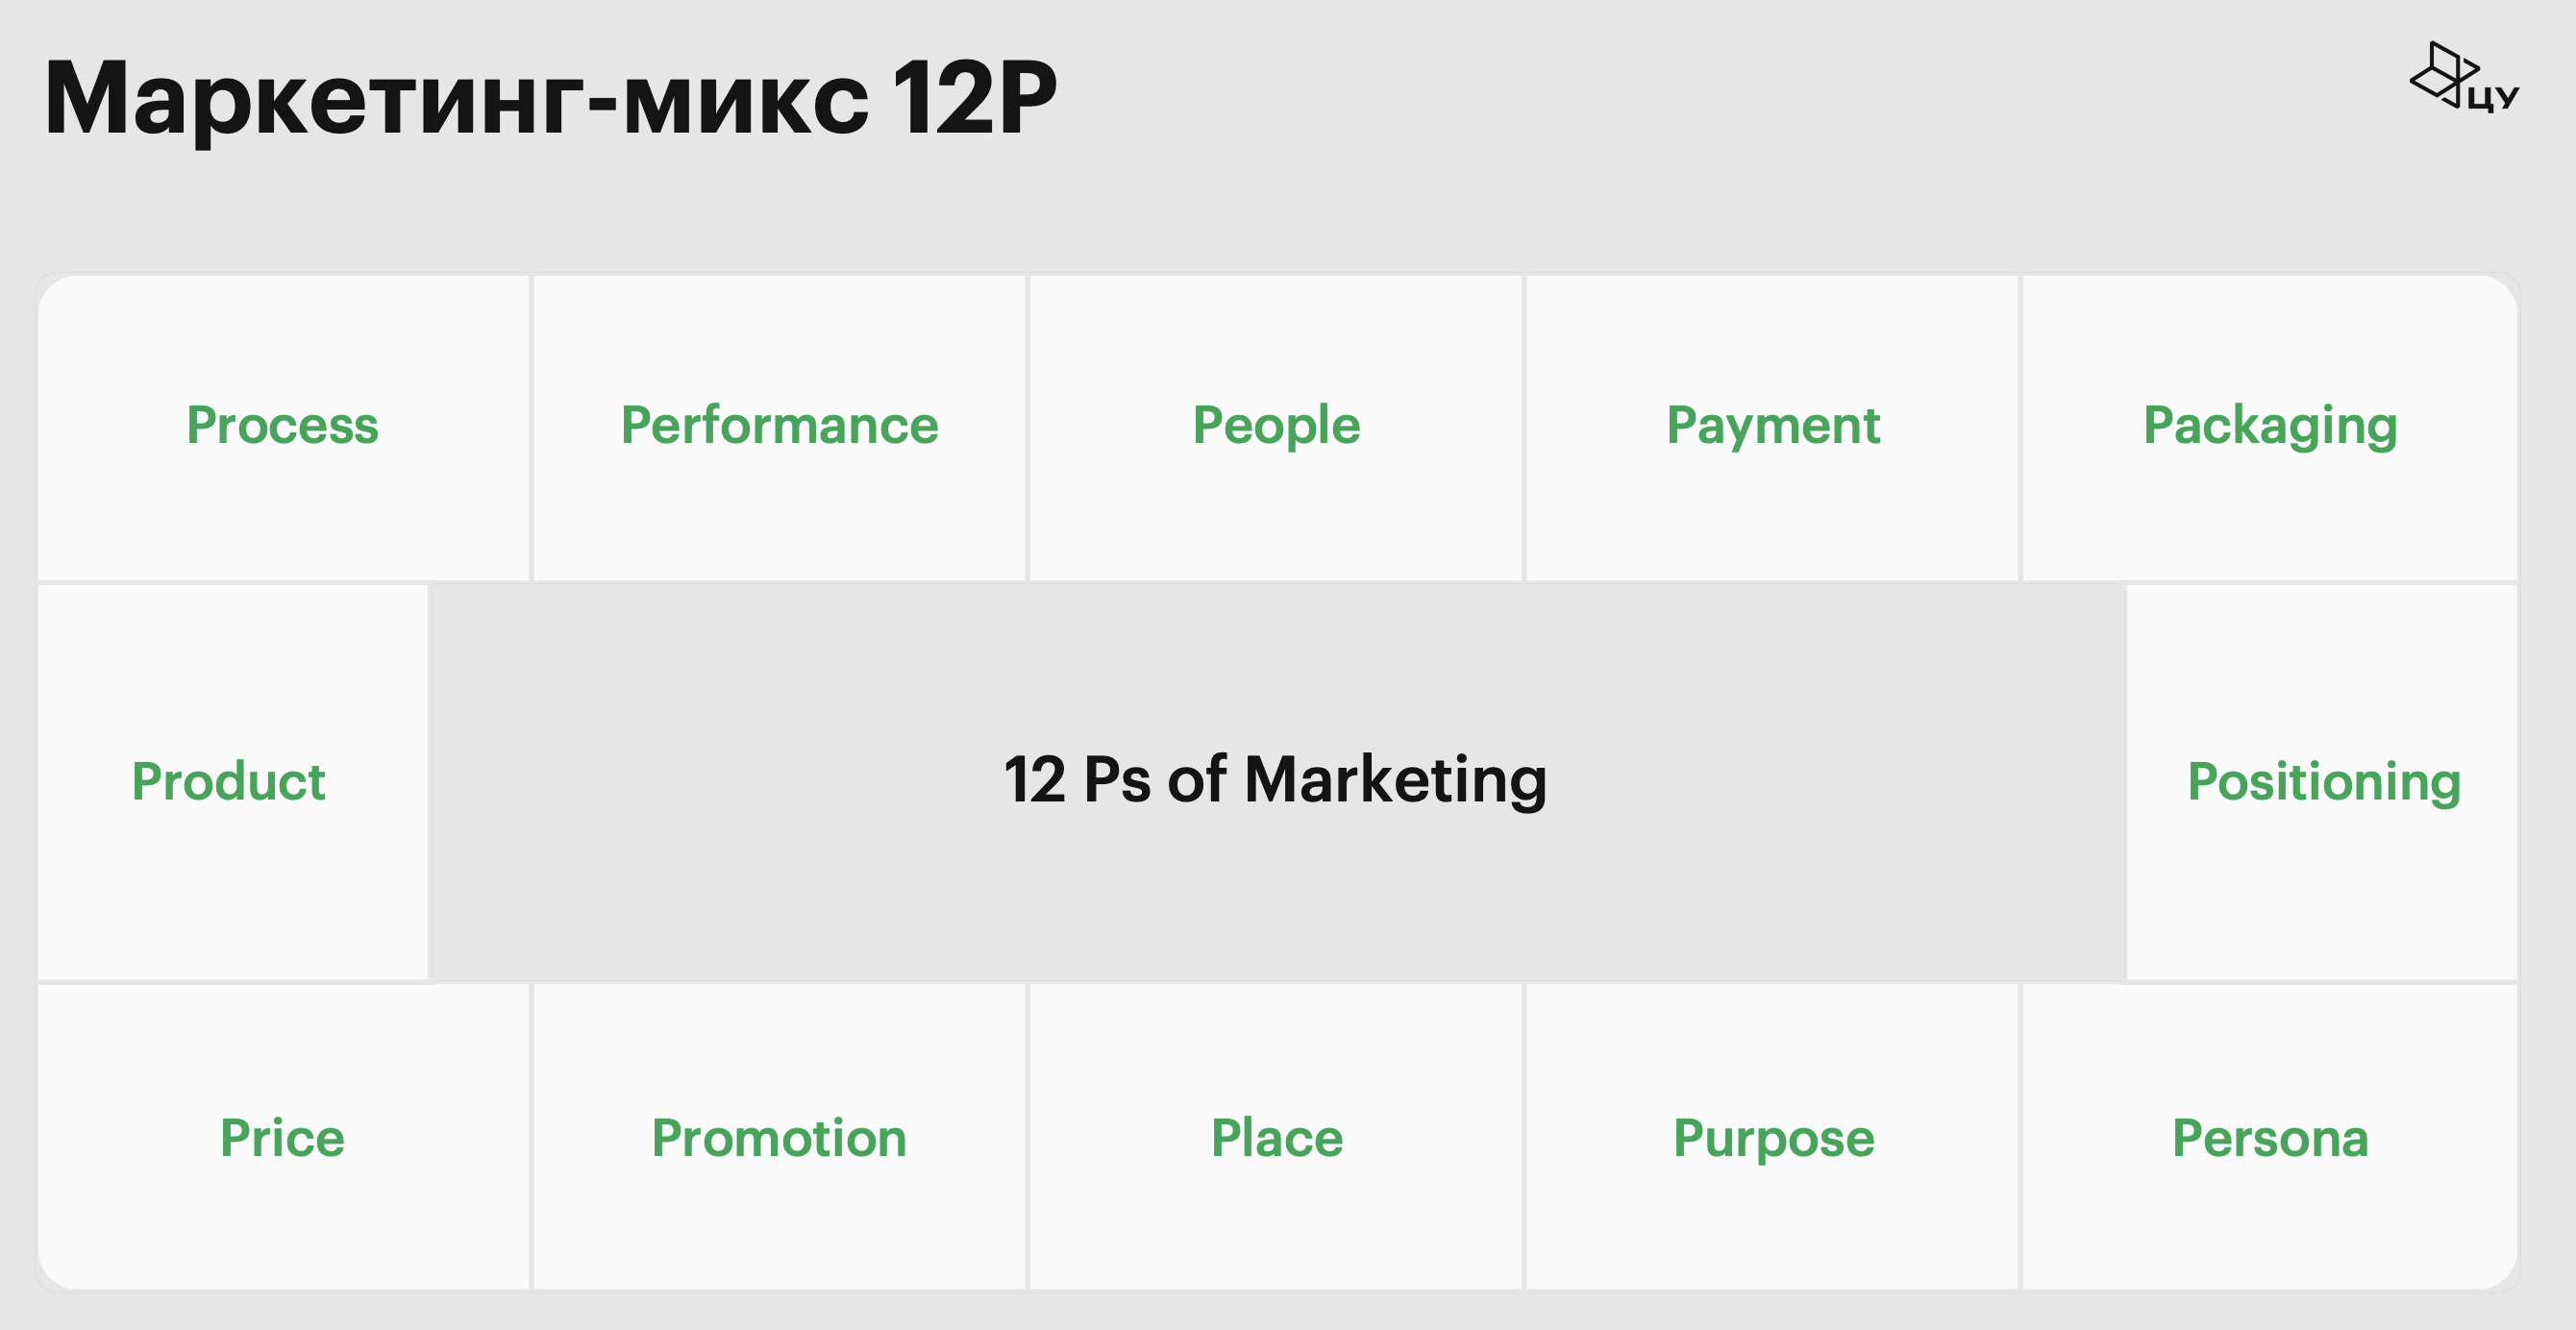 Маркетинг-микс 12P
ЦУ
Process
Performance
People
Payment
Packaging
Product
12 Ps of Marketing
Positioning
Price
Promotion
Place
Purpose
Persona